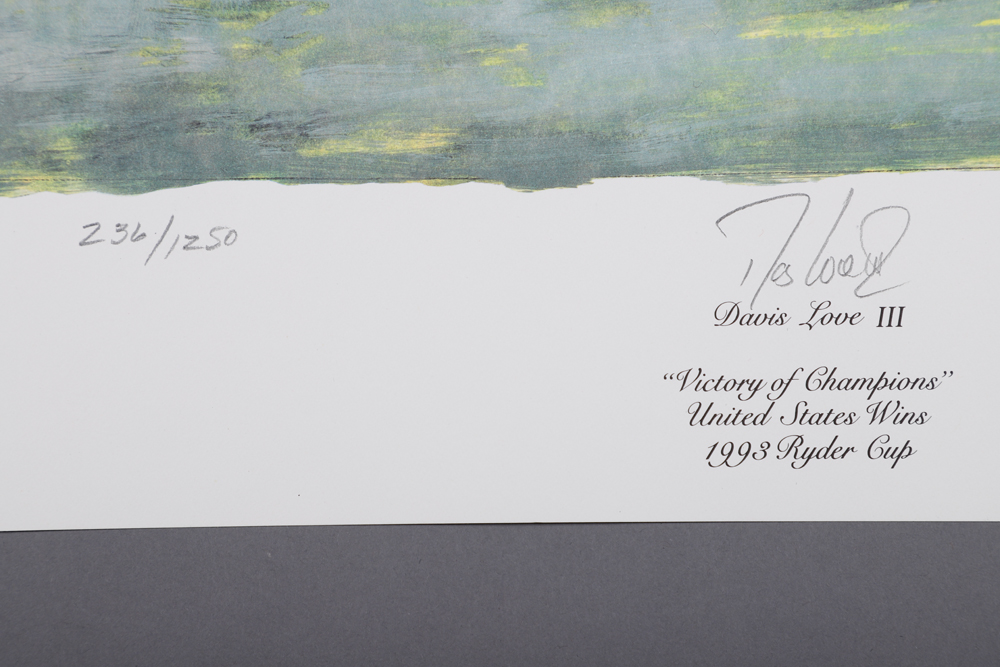 236/1250
Davis Love III
"Victory of Champions"
United States Wins
1993 Ryder Cup